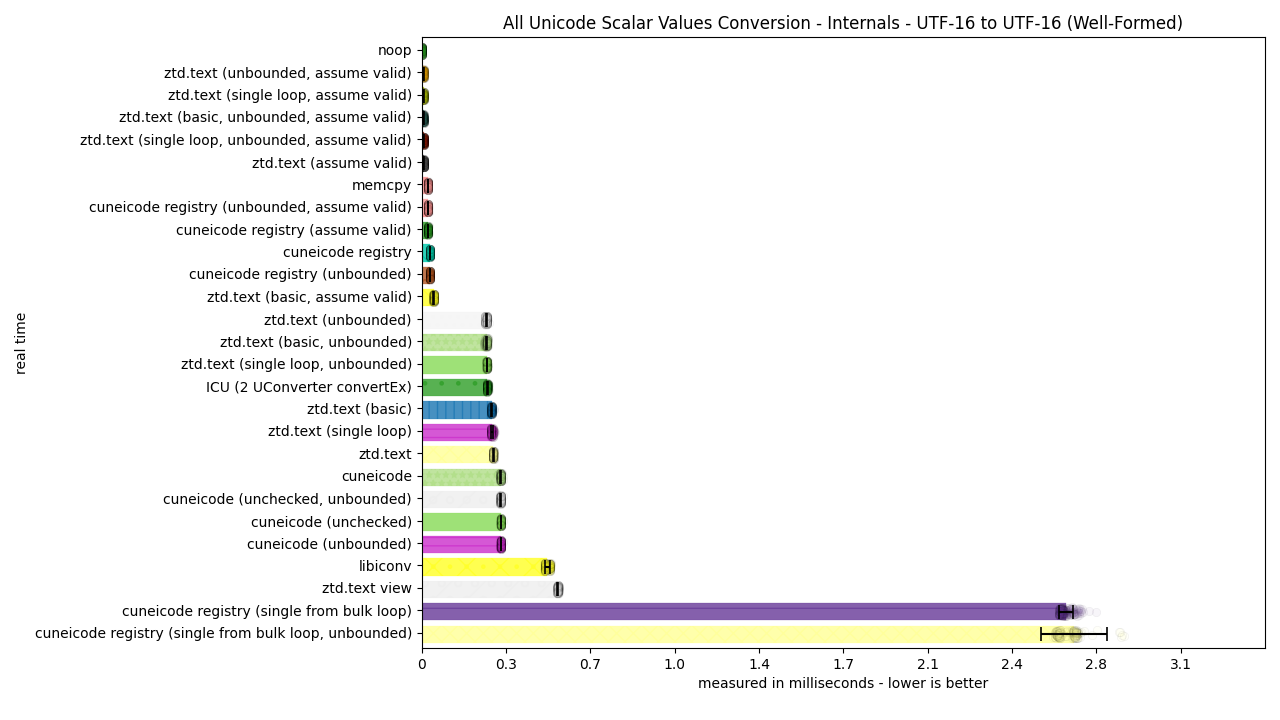 All Unicode Scalar Values Conversion - Internals - UTF-16 to UTF-16 (Well-Formed)
noop
ztd.text (unbounded, assume valid)
ztd.text (single loop, assume valid)
ztd.text (basic, unbounded, assume valid)
ztd.text (single loop, unbounded, assume valid)
ztd.text (assume valid)
memcpy
cuneicode registry (unbounded, assume valid)
cuneicode registry (assume valid)
cuneicode registry
cuneicode registry (unbounded)
ztd.text (basic, assume valid)
ztd.text (unbounded)
ztd.text (basic, unbounded)
ztd.text (single loop, unbounded)
ICU (2 UConverter convertEx)
ztd.text (basic)
ztd.text (single loop)
ztd.text
cuneicode
cuneicode (unchecked, unbounded)
cuneicode (unchecked)
cuneicode (unbounded)
libiconv
ztd.text view
cuneicode registry (single from bulk loop)
cuneicode registry (single from bulk loop, unbounded)
real time
0 0.3 0.7 1.0 1.4 1.7 2.1 2.4 2.8 3.1
measured in milliseconds - lower is better